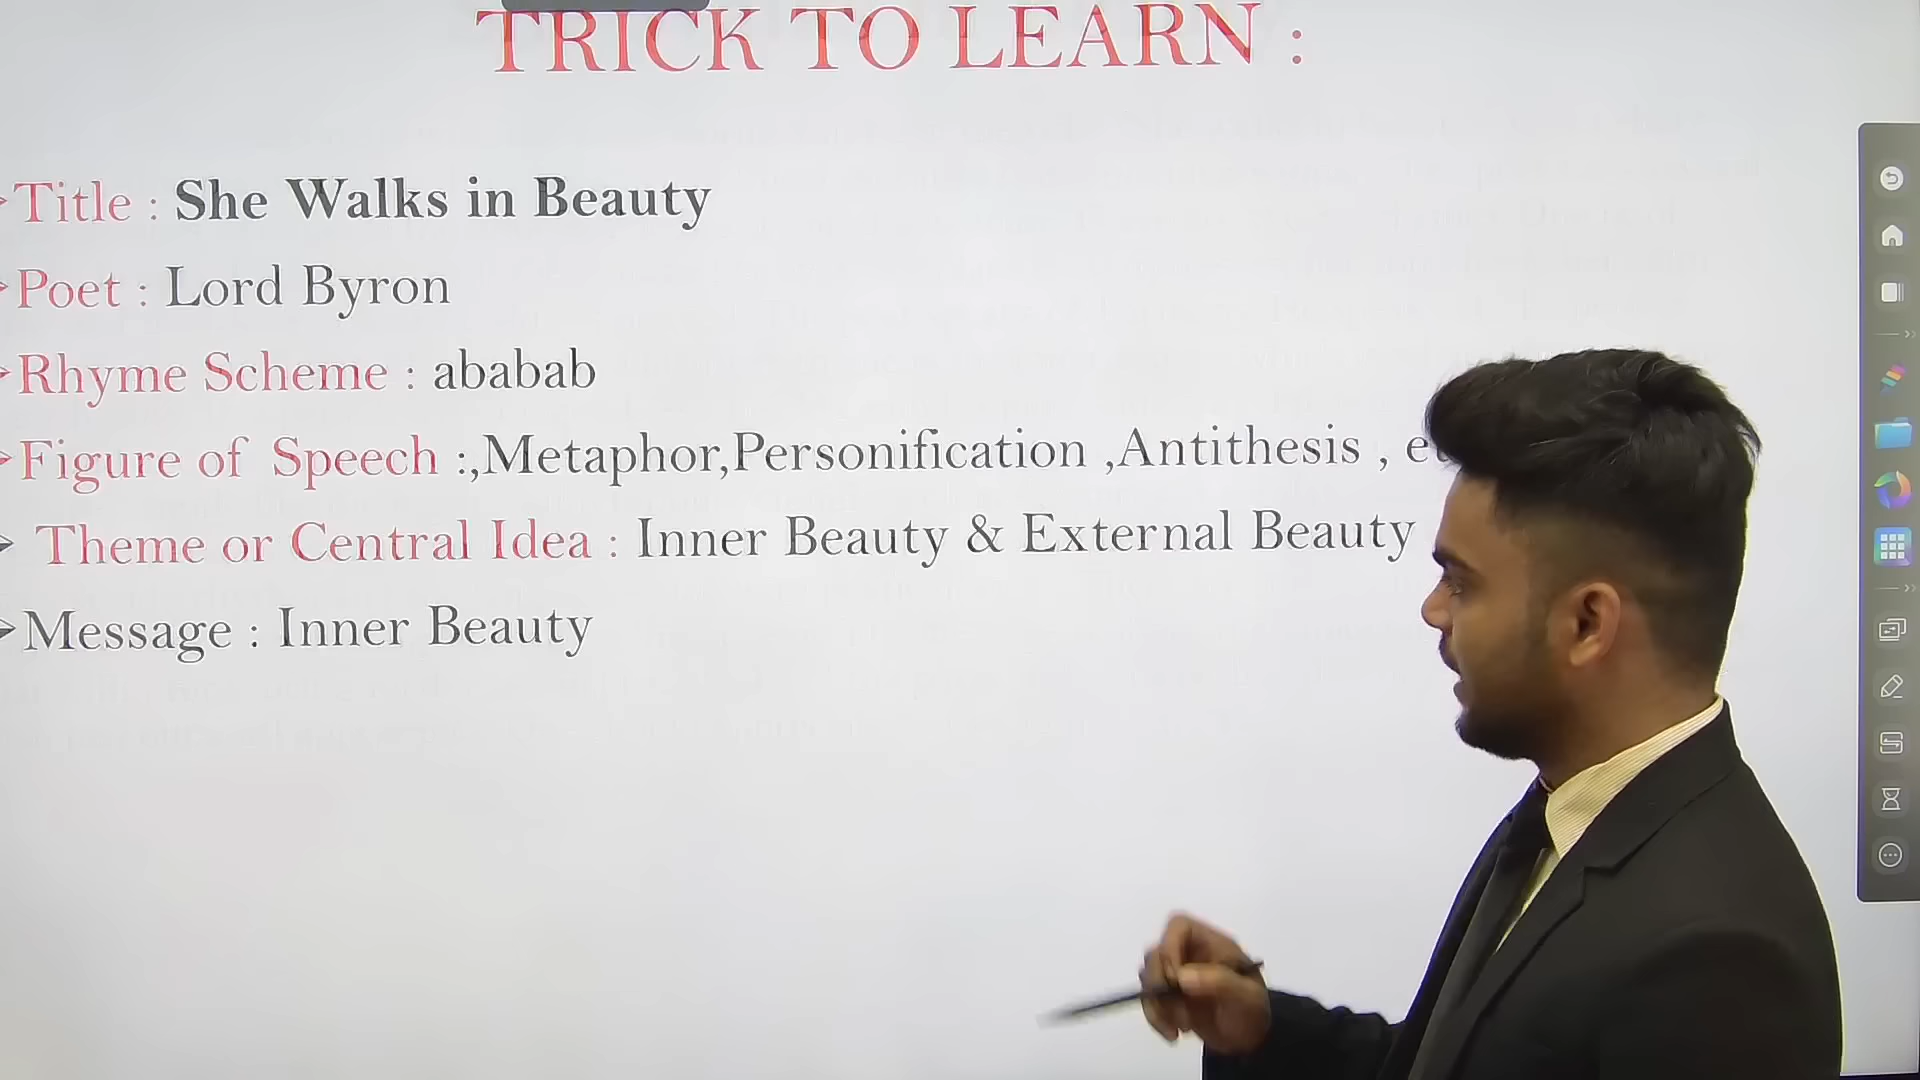 TRICK TO LEARN :
➢Title : She Walks in Beauty
➢Poet : Lord Byron
➢Rhyme Scheme : ababab
➢Figure of Speech :,Metaphor,Personification ,Antithesis ,
➢ Theme or Central Idea : Inner Beauty & External Beauty
➢Message : Inner Beauty